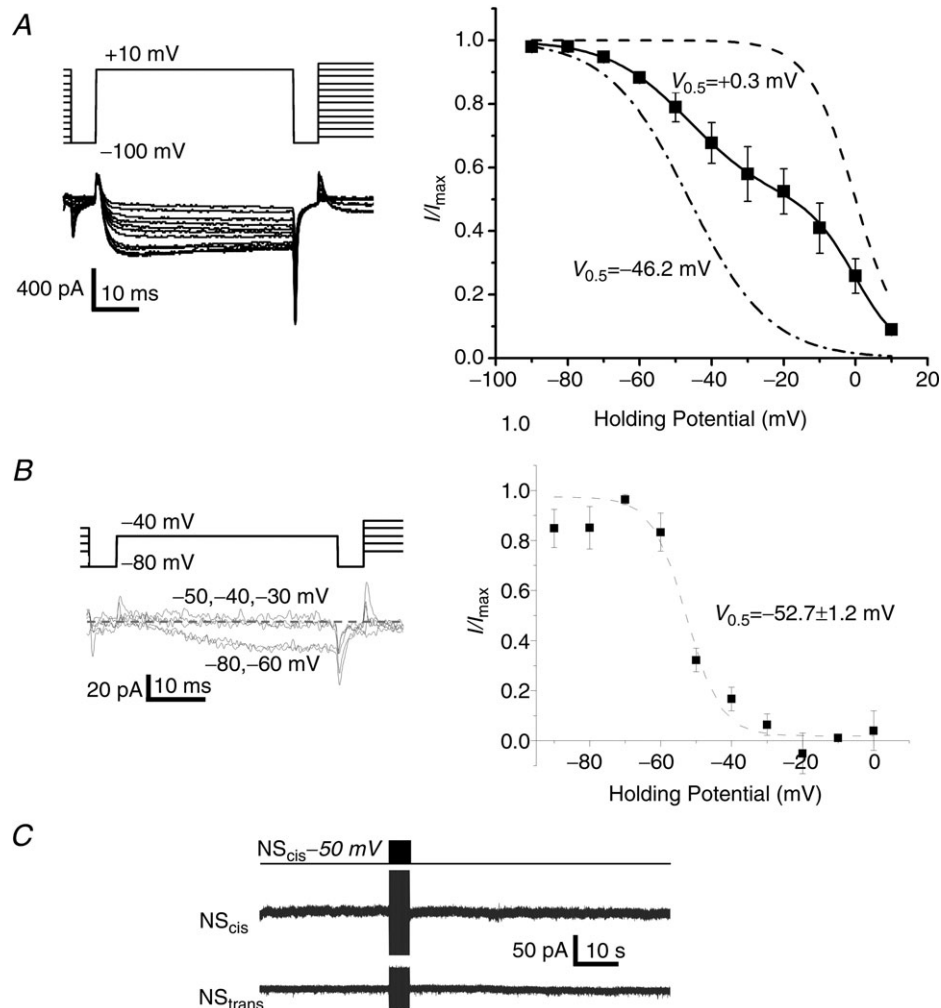 A
+10 mV
−100 mV
400 pA
10 ms
I/Imax
1.0
0.8
0.6
0.4
0.2
0.0
V0.5=+0.3 mV
V0.5=−46.2 mV
−100 −80 −60 −40 −20 0 20
Holding Potential (mV)
1.0
B
−40 mV
−80 mV
−50,−40,−30 mV
−80,−60 mV
20 pA
10 ms
I/Imax
1.0
0.8
0.6
0.4
0.2
0.0
V0.5=−52.7±1.2 mV
−80 −60 −40 −20 0
Holding Potential (mV)
C
NScis−50 mV
NScis
50 pA
10 s
NStrans